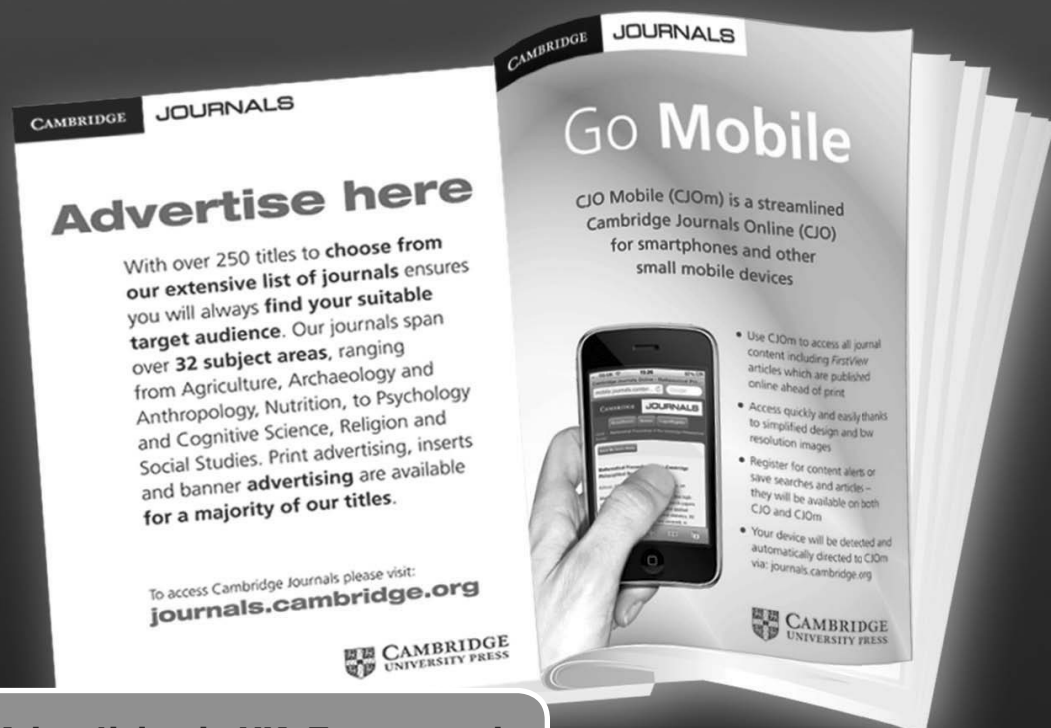 CAMBRIDGE JOURNALS
Advertise here
With over 250 titles to choose from
our extensive list of journals ensures
you will always find your suitable
target audience. Our journals span
over 32 subject areas, ranging
from Agriculture, Archaeology and
Anthropology, Nutrition, to Psychology
and Cognitive Science, Religion and
Social Studies. Print advertising, inserts
and banner advertising are available
for a majority of our titles.
To access Cambridge Journals please visit:
journals.cambridge.org
CAMBRIDGE
UNIVERSITY PRESS
CAMBRIDGE JOURNALS
Go Mobile
CJO Mobile (CJOm) is a streamlined
Cambridge Journals Online (CJO)
for smartphones and other
small mobile devices
CAMBRIDGE JOURNALS
• Use CJOm to access all journal
content including FirstView
articles which are published
online ahead of print
• Access quickly and easily thanks
to simplified design and low
resolution images
• Register for content alerts or
save searches and articles –
they will be available on both
CJO and CJOm
• Your device will be detected and
automatically directed to CJOm
via: journals.cambridge.org
CAMBRIDGE
UNIVERSITY PRESS